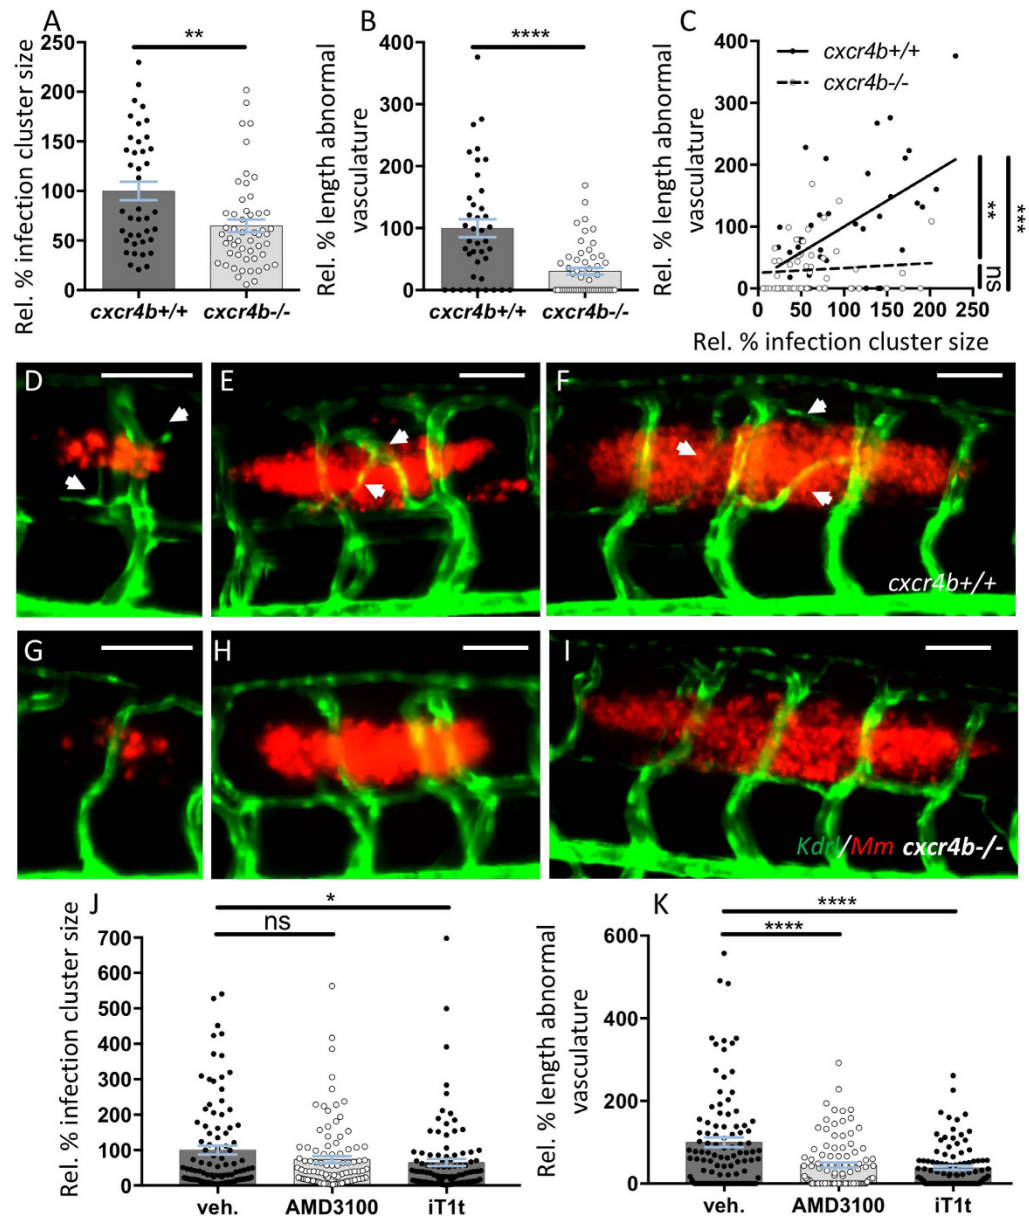 A
Rel. % infection cluster size
250
200
150
100
50
0
**
cxcr4b+/+
cxcr4b-/-
B
Rel. % length abnormal
vasculature
400
300
200
100
0
****
cxcr4b+/+
cxcr4b-/-
C
Rel. % length abnormal
vasculature
400
300
200
100
0
cxcr4b+/+
cxcr4b-/-
**
ns
***
0
50
100
150
200
250
Rel. % infection cluster size
D
E
F
cxcr4b+/+
G
H
I
Kdrl/Mm cxcr4b-/-
J
Rel. % infection cluster size
700
600
500
400
300
200
100
0
*
ns
veh.
AMD3100
iT1t
K
Rel. % length abnormal
vasculature
600
400
200
0
****
****
veh.
AMD3100
iT1t